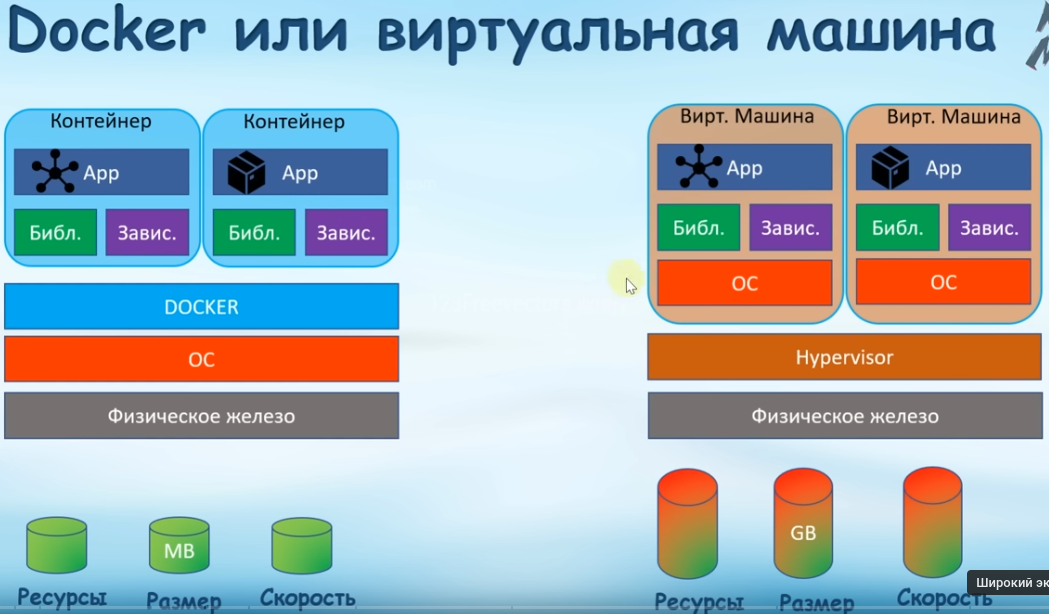 Docker или виртуальная машина
Контейнер
App
Библ. Завис.
Контейнер
App
Библ. Завис.
DOCKER
ОС
Физическое железо
MB
Ресурсы Размер Скорость
Вирт. Машина
App
Библ. Завис.
ОС
Вирт. Машина
App
Библ. Завис.
ОС
Hypervisor
Физическое железо
GB
Ресурсы Размер Скорость
Широкий эк